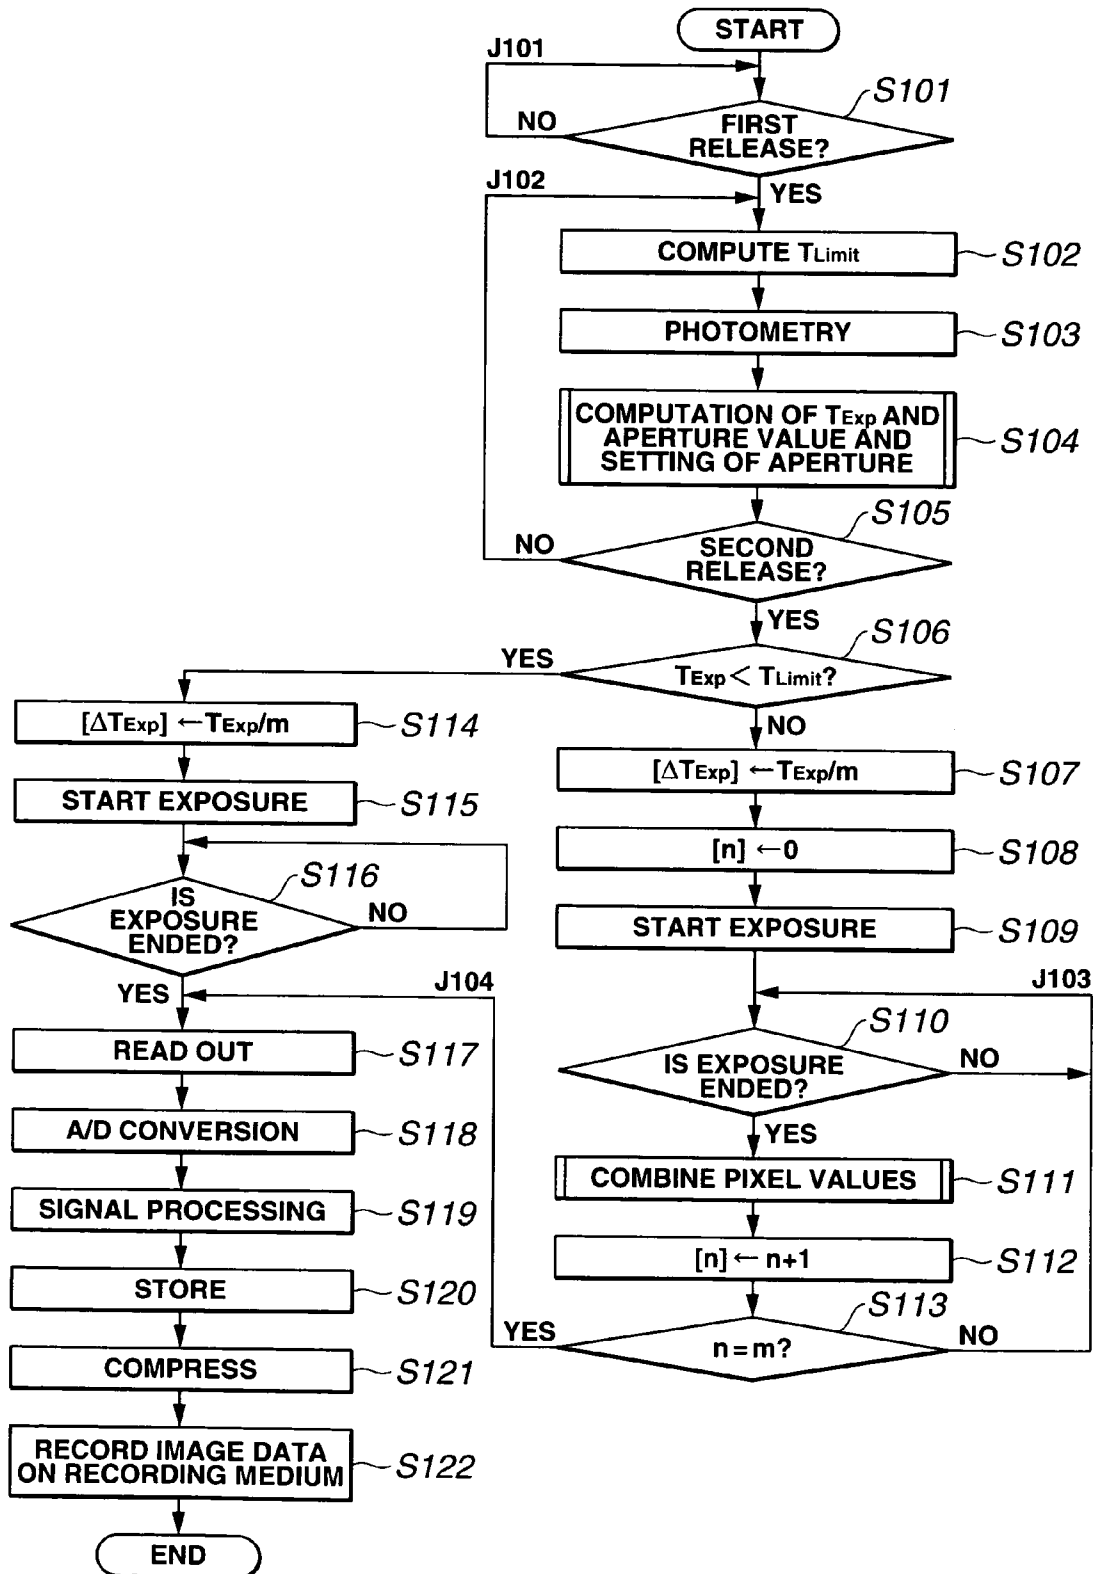 START
J101
S101
FIRST
RELEASE?
NO
J102
YES
COMPUTE TLimit
S102
PHOTOMETRY
S103
COMPUTATION OF TExp AND
APERTURE VALUE AND
SETTING OF APERTURE
S104
S105
SECOND
RELEASE?
NO
YES
S106
TExp < TLimit?
YES
NO
[ΔTExp] ← TExp/m
S114
START EXPOSURE
S115
S116
IS
EXPOSURE
ENDED?
NO
YES
J104
READ OUT
S117
A/D CONVERSION
S118
SIGNAL PROCESSING
S119
STORE
S120
COMPRESS
S121
RECORD IMAGE DATA
ON RECORDING MEDIUM
S122
END
[ΔTExp] ← TExp/m
S107
[n] ← 0
S108
START EXPOSURE
S109
J103
S110
IS EXPOSURE
ENDED?
NO
YES
COMBINE PIXEL VALUES
S111
[n] ← n+1
S112
S113
n = m?
YES
NO